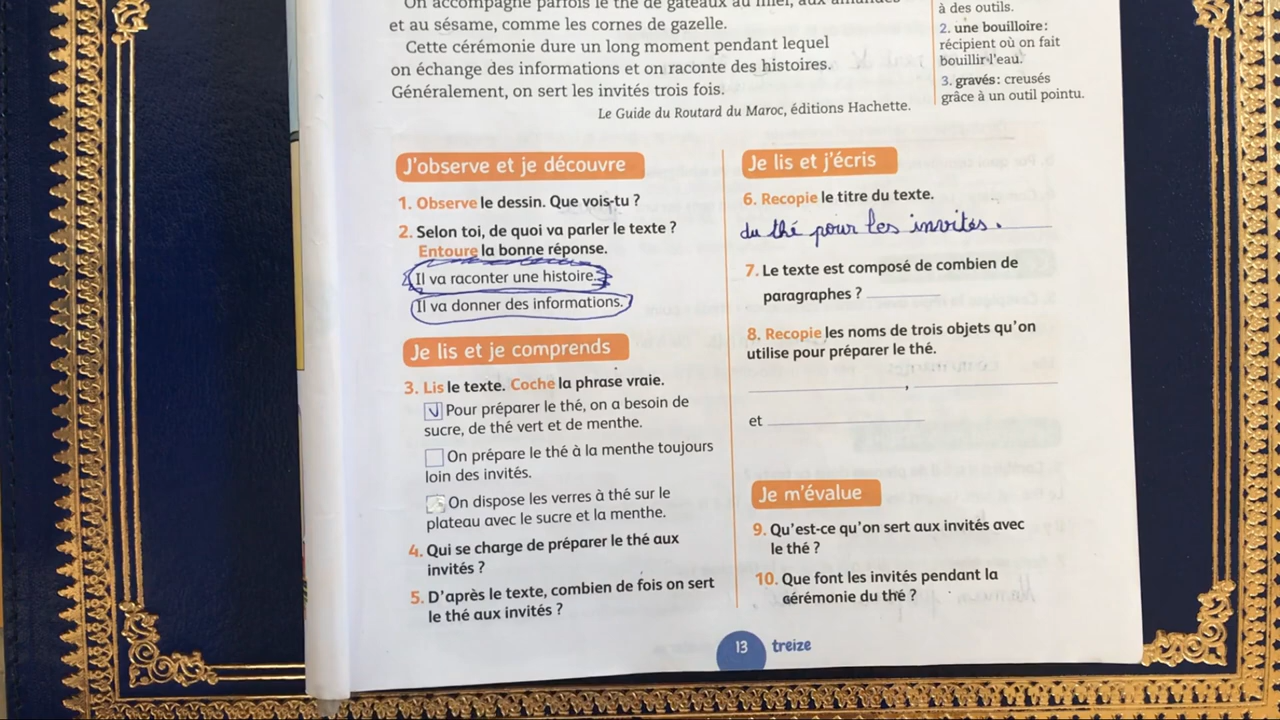 On accompagne parfois le thé de gâteaux au miel, aux amandes
et au sésame, comme les cornes de gazelle.
Cette cérémonie dure un long moment pendant lequel
on échange des informations et on raconte des histoires.
Généralement, on sert les invités trois fois.
Le Guide du Routard du Maroc, éditions Hachette.
à des outils.
2. une bouilloire :
récipient où on fait
bouillir l'eau.
3. gravés : creusés
grâce à un outil pointu.
J'observe et je découvre
1. Observe le dessin. Que vois-tu ?
2. Selon toi, de quoi va parler le texte ?
Entoure la bonne réponse.
Il va raconter une histoire.
Il va donner des informations.
Je lis et je comprends
3. Lis le texte. Coche la phrase vraie.
Pour préparer le thé, on a besoin de
sucre, de thé vert et de menthe.
On prépare le thé à la menthe toujours
loin des invités.
On dispose les verres à thé sur le
plateau avec le sucre et la menthe.
4. Qui se charge de préparer le thé aux
invités ?
5. D'après le texte, combien de fois on sert
le thé aux invités ?
Je lis et j'écris
6. Recopie le titre du texte.
du thé pour les invités.
7. Le texte est composé de combien de
paragraphes ?
8. Recopie les noms de trois objets qu'on
utilise pour préparer le thé.
,
et
Je m'évalue
9. Qu'est-ce qu'on sert aux invités avec
le thé ?
10. Que font les invités pendant la
cérémonie du thé ?
13 treize